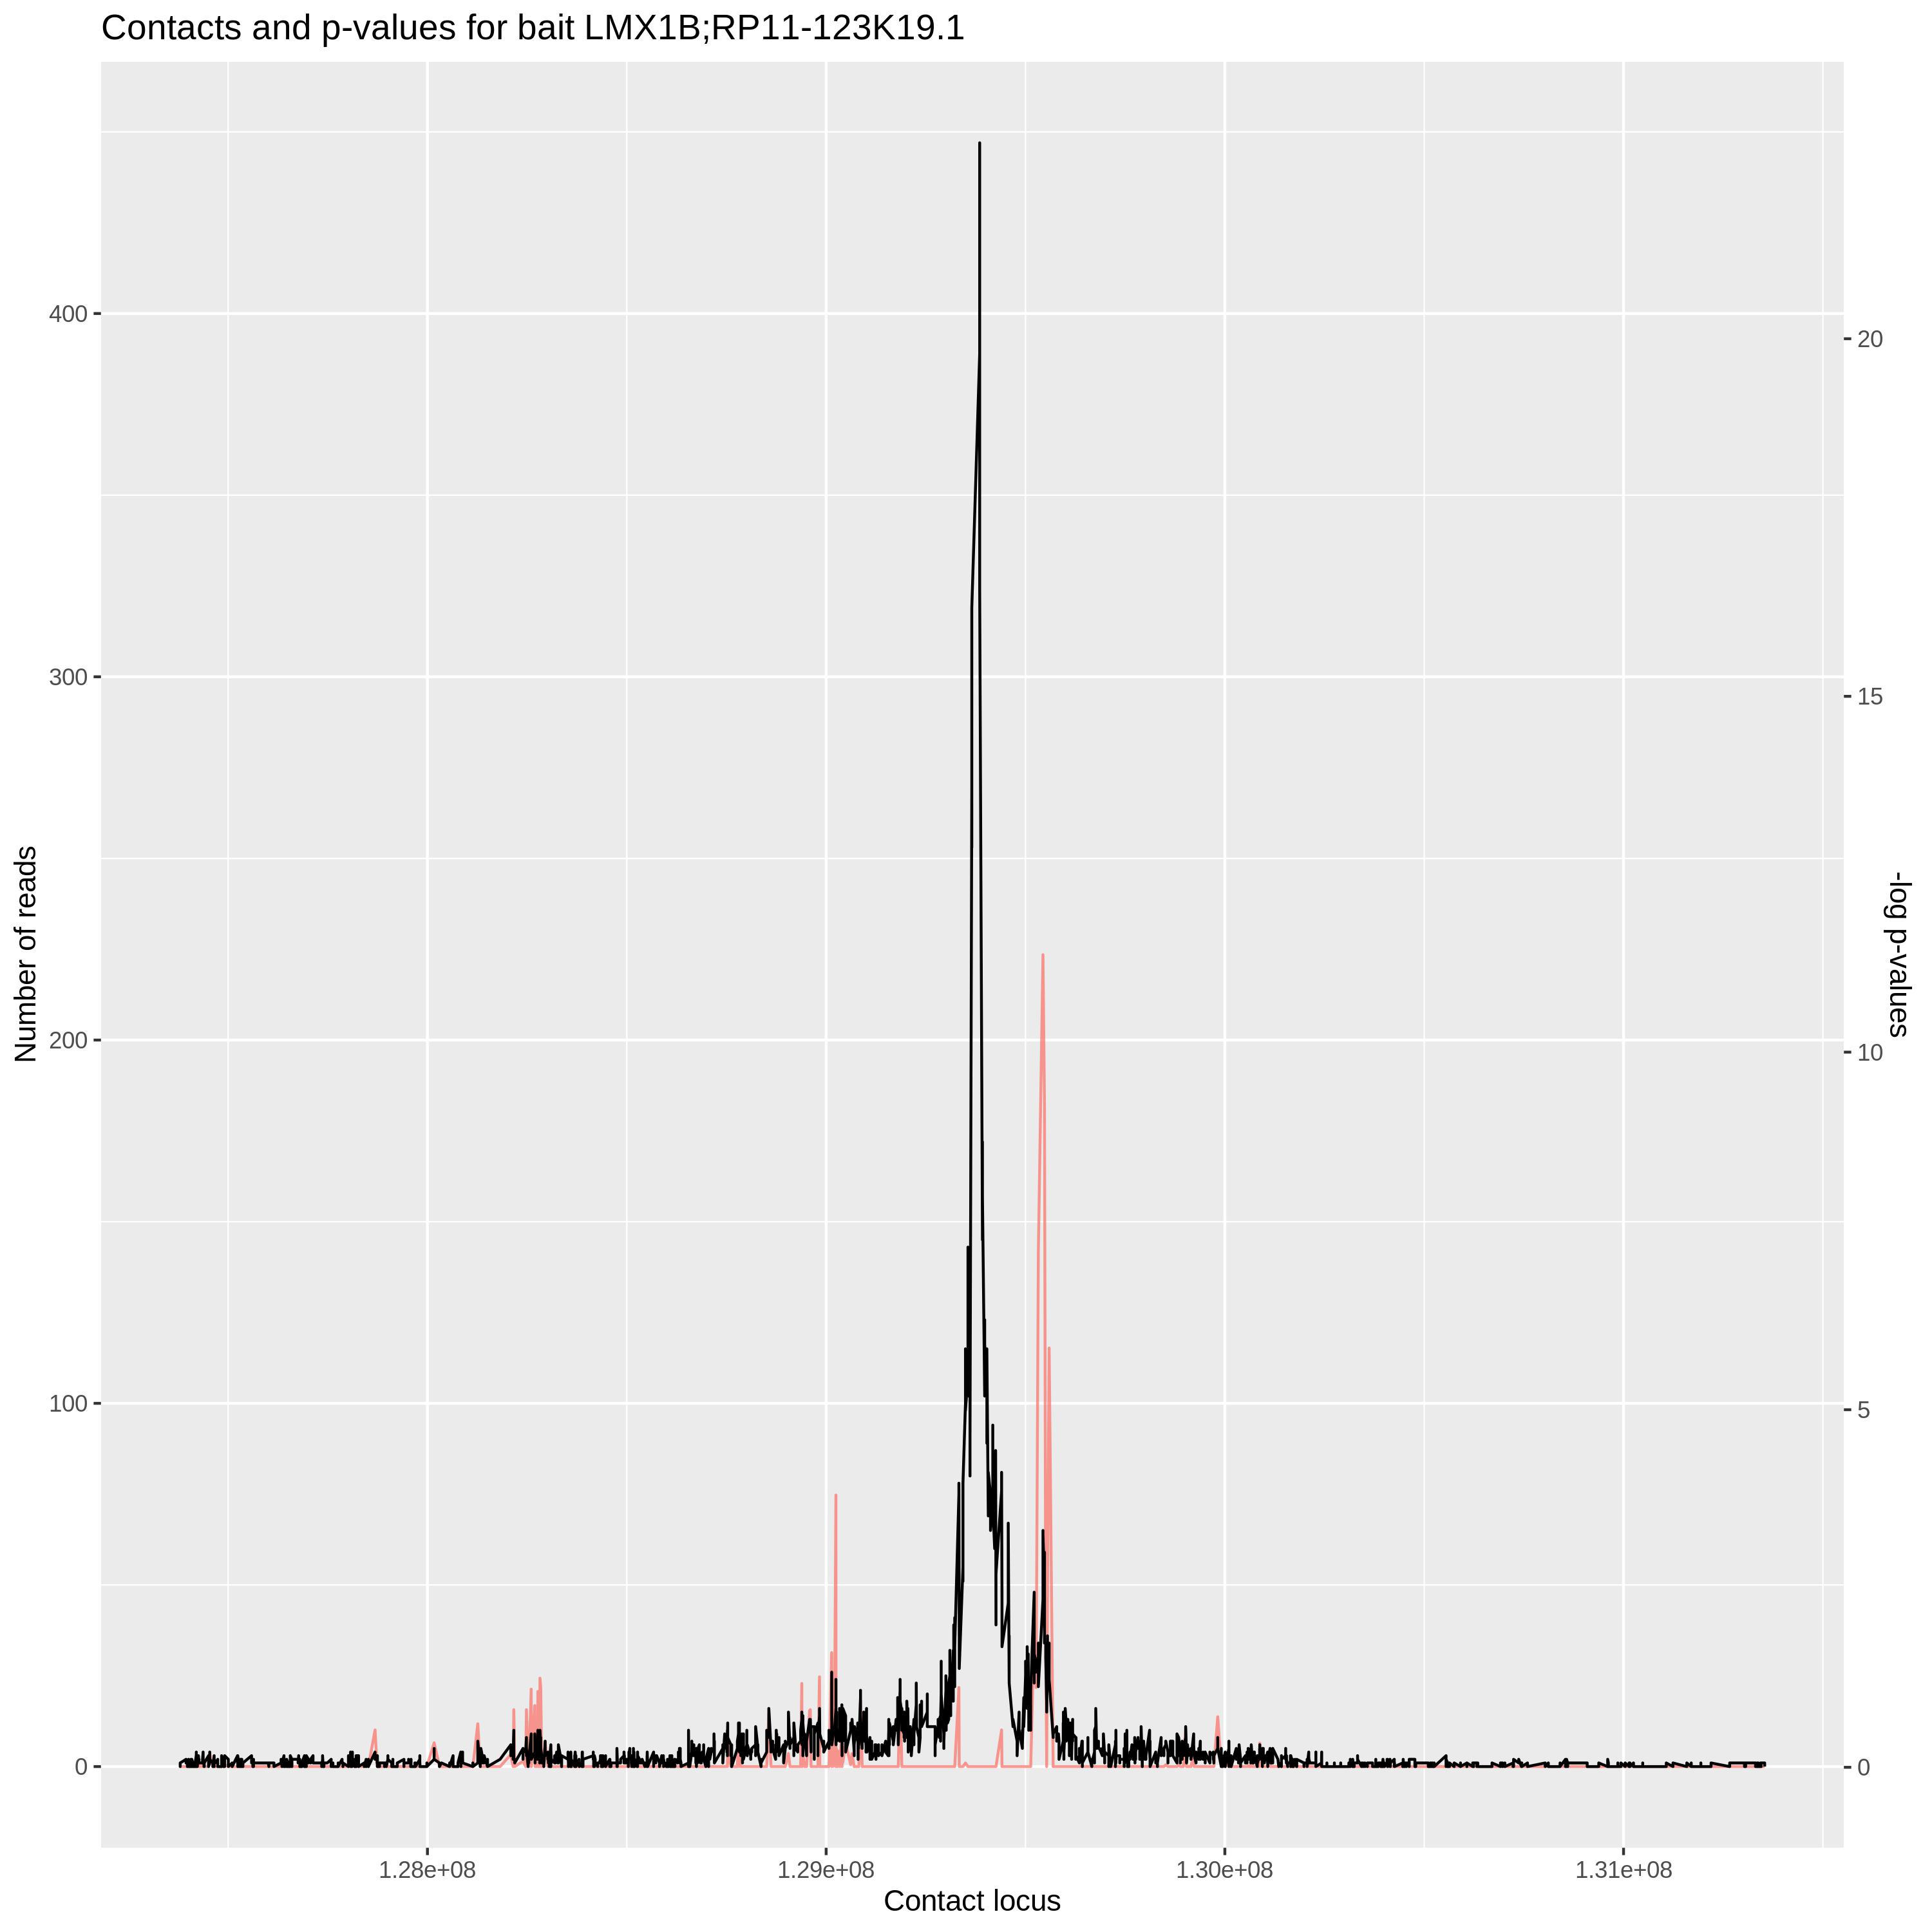 Contacts and p-values for bait LMX1B;RP11-123K19.1
Number of reads
400
300
200
100
0
20
15
10
5
0
-log p-values
1.28e+08
1.29e+08
1.30e+08
1.31e+08
Contact locus